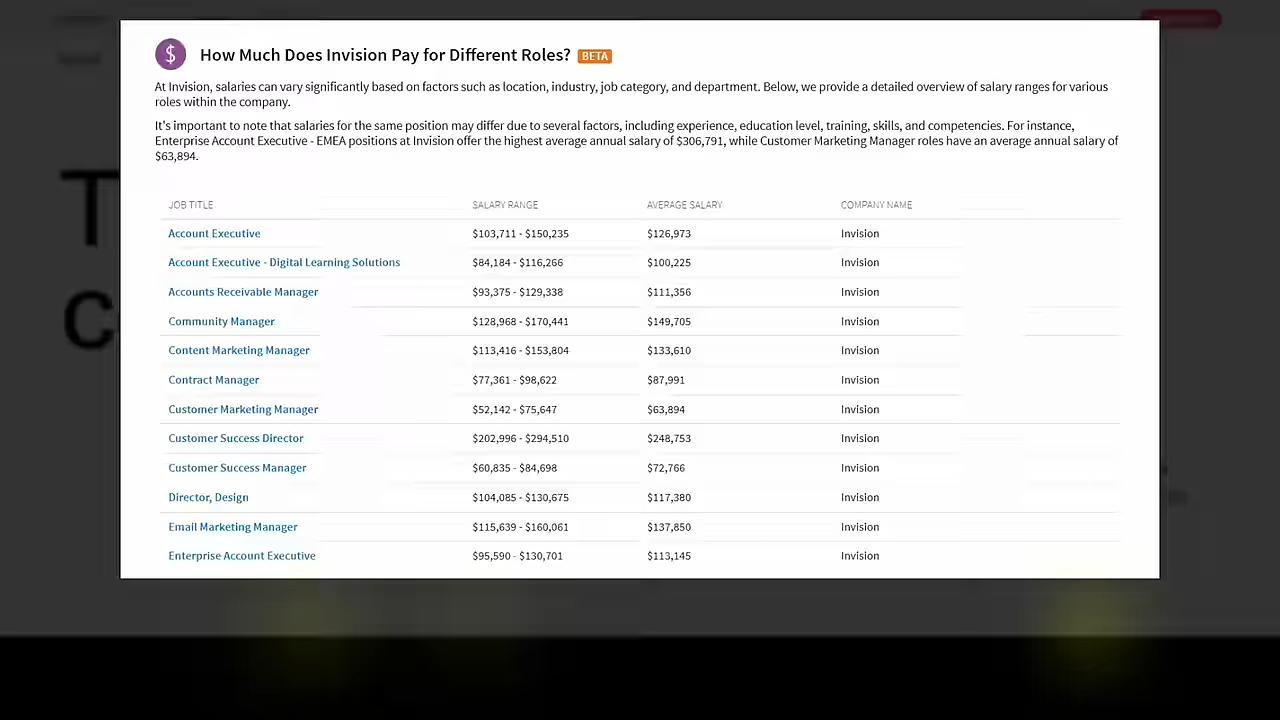 How Much Does Invision Pay for Different Roles? BETA
At Invision, salaries can vary significantly based on factors such as location, industry, job category, and department. Below, we provide a detailed overview of salary ranges for various
roles within the company.
It's important to note that salaries for the same position may differ due to several factors, including experience, education level, training, skills, and competencies. For instance,
Enterprise Account Executive - EMEA positions at Invision offer the highest average annual salary of $306,791, while Customer Marketing Manager roles have an average annual salary of
$63,894.
JOB TITLE SALARY RANGE AVERAGE SALARY COMPANY NAME
Account Executive $103,711 - $150,235 $126,973 Invision
Account Executive - Digital Learning Solutions $84,184 - $116,266 $100,225 Invision
Accounts Receivable Manager $93,375 - $129,338 $111,356 Invision
Community Manager $128,968 - $170,441 $149,705 Invision
Content Marketing Manager $113,416 - $153,804 $133,610 Invision
Contract Manager $77,361 - $98,622 $87,991 Invision
Customer Marketing Manager $52,142 - $75,647 $63,894 Invision
Customer Success Director $202,996 - $294,510 $248,753 Invision
Customer Success Manager $60,835 - $84,698 $72,766 Invision
Director, Design $104,085 - $130,675 $117,380 Invision
Email Marketing Manager $115,639 - $160,061 $137,850 Invision
Enterprise Account Executive $95,590 - $130,701 $113,145 Invision